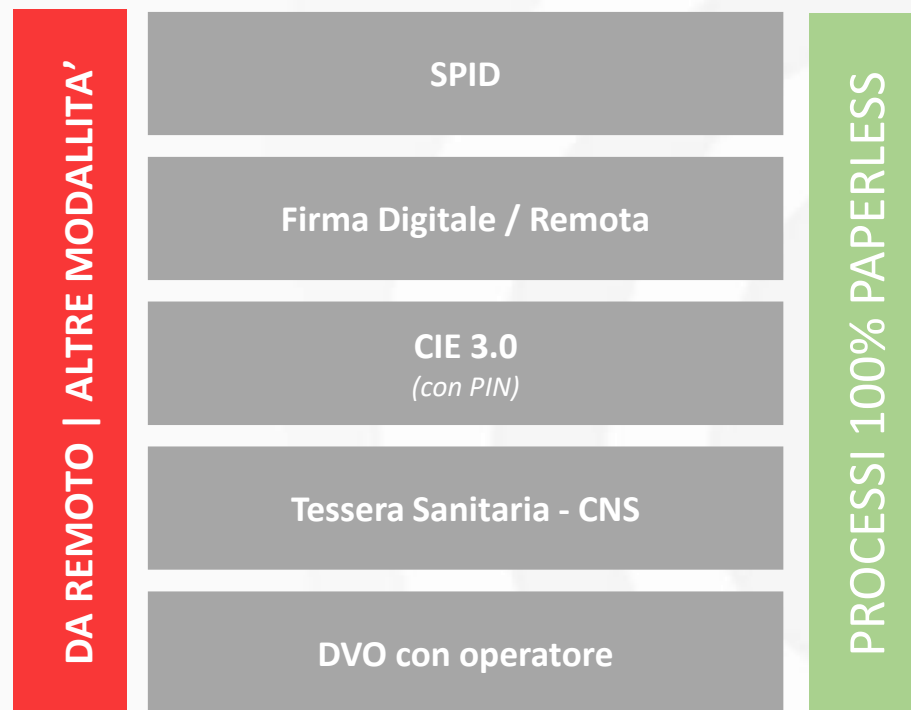 DA REMOTO | ALTRE MODALLITA’
SPID
Firma Digitale / Remota
CIE 3.0
(con PIN)
Tessera Sanitaria - CNS
DVO con operatore
PROCESSI 100% PAPERLESS